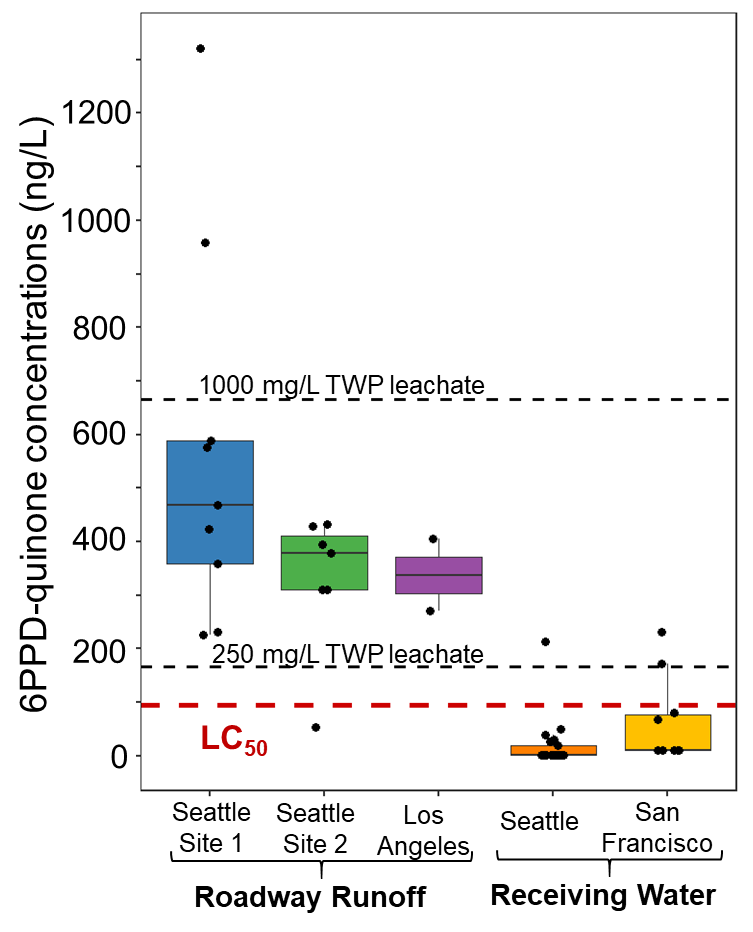 6PPD-quinone concentrations (ng/L)
1200
1000
800
600
400
200
0
1000 mg/L TWP leachate
250 mg/L TWP leachate
LC50
Seattle
Site 1
Seattle
Site 2
Los
Angeles
Seattle
San
Francisco
Roadway Runoff
Receiving Water